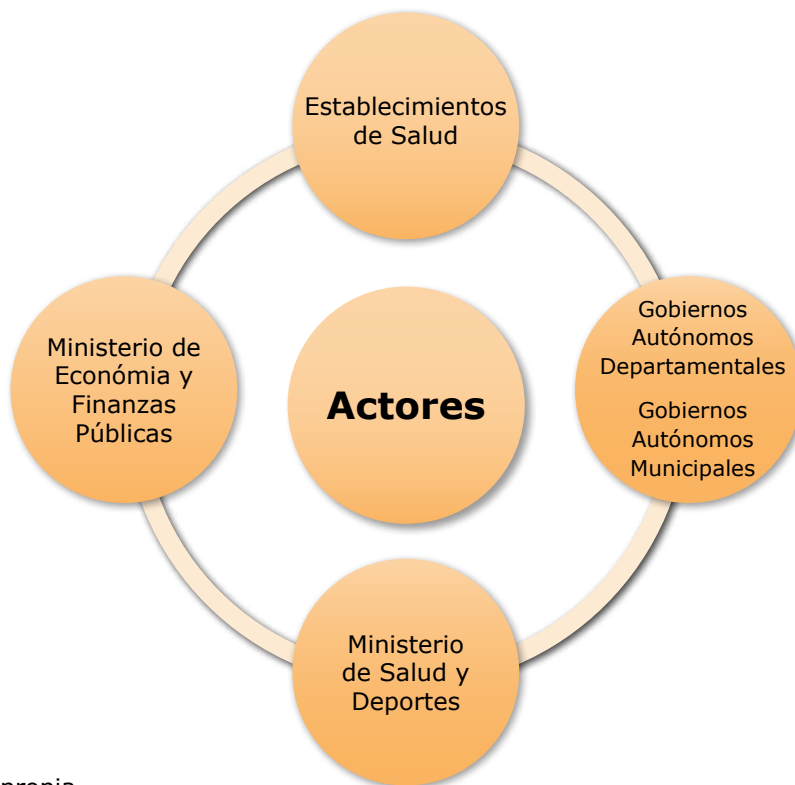 Establecimientos
de Salud
Gobiernos
Autónomos
Departamentales
Gobiernos
Autónomos
Municipales
Ministerio de
Económia y
Finanzas
Públicas
Actores
Ministerio
de Salud y
Deportes
propia